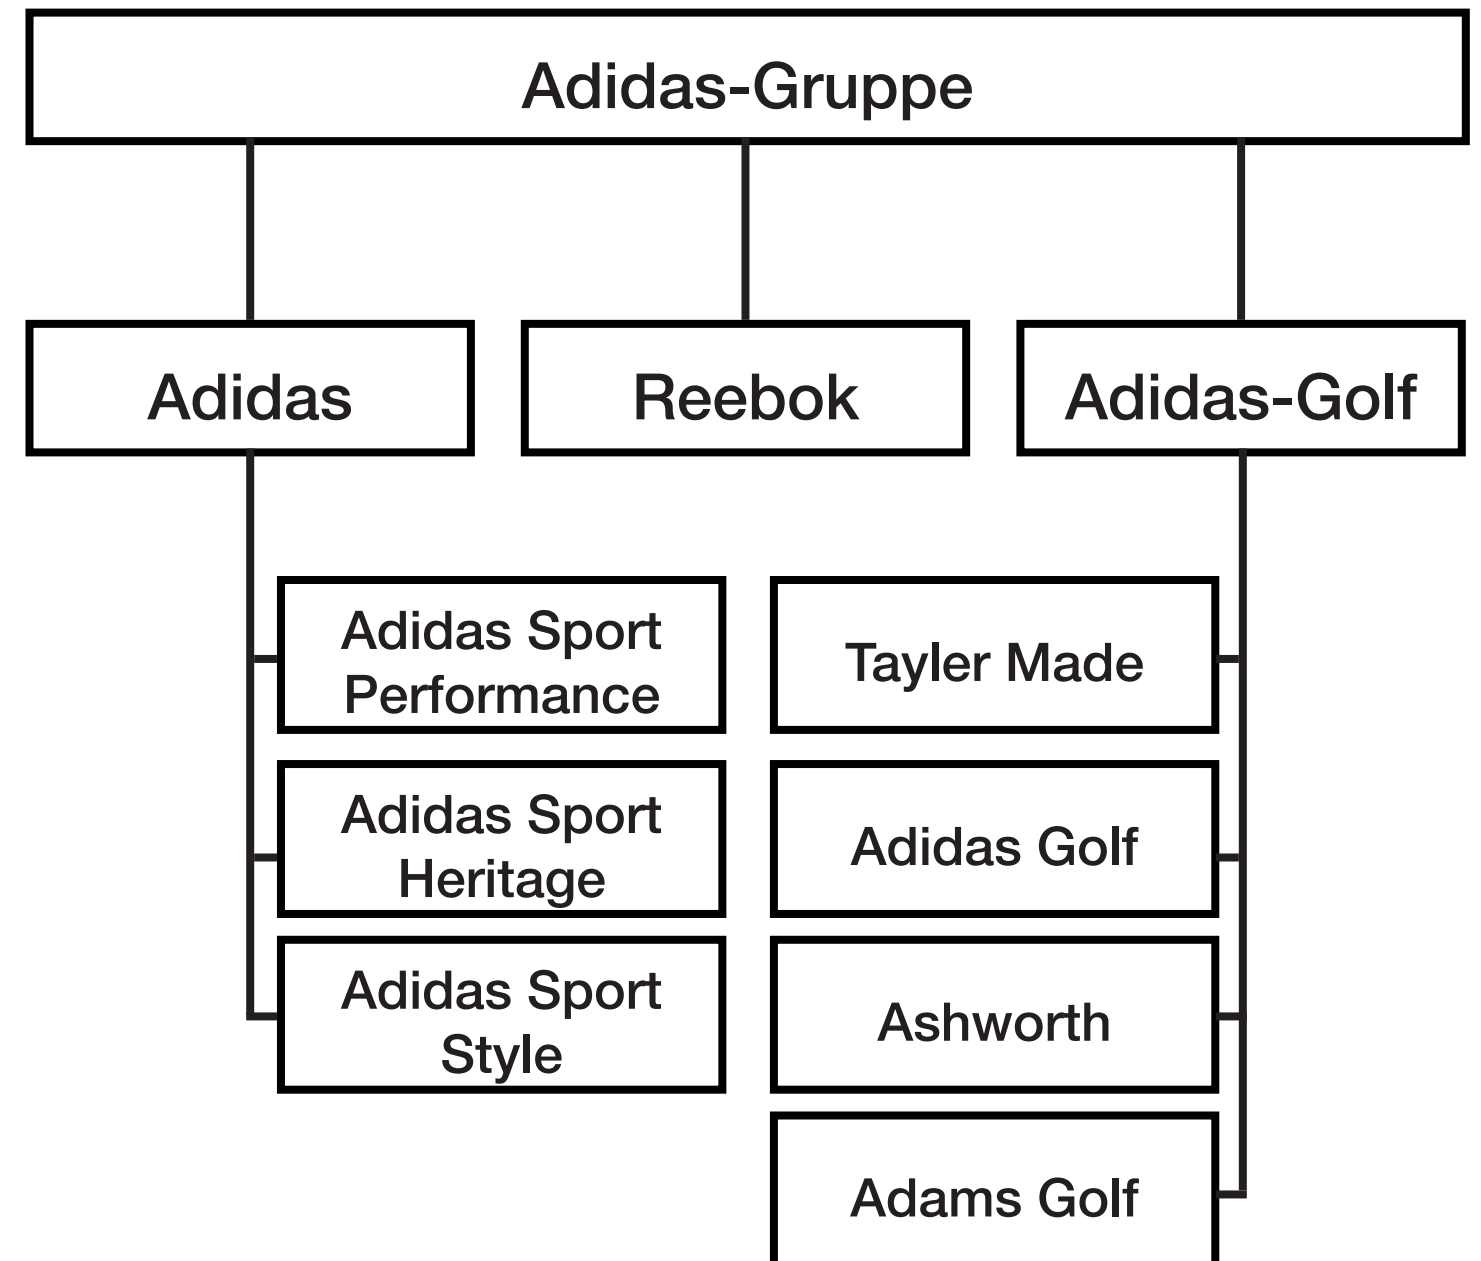 Adidas-Gruppe
Adidas
Reebok
Adidas-Golf
Adidas Sport
Performance
Adidas Sport
Heritage
Adidas Sport
Style
Tayler Made
Adidas Golf
Ashworth
Adams Golf